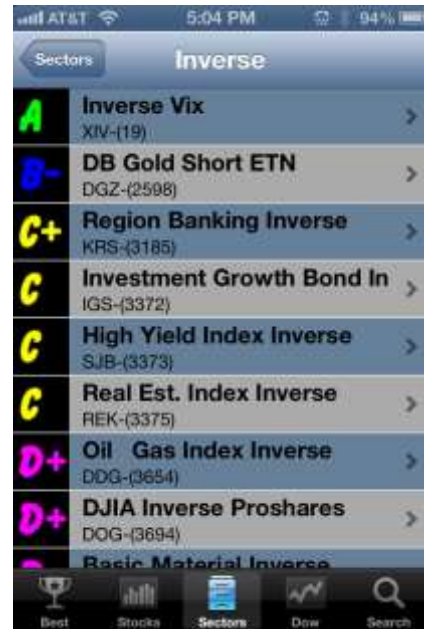 AT&T 5:04 PM 94%
Sectors Inverse
A Inverse Vix
XIV-(19)
B- DB Gold Short ETN
DGZ-(2598)
C+ Region Banking Inverse
KRS-(3185)
C Investment Growth Bond In
IGS-(3372)
C High Yield Index Inverse
SJB-(3373)
C Real Est. Index Inverse
REK-(3375)
D+ Oil Gas Index Inverse
DDG-(3654)
D+ DJIA Inverse Proshares
DOG-(3694)
Basic Material Inverse
Best Stocks Sectors Dow Search